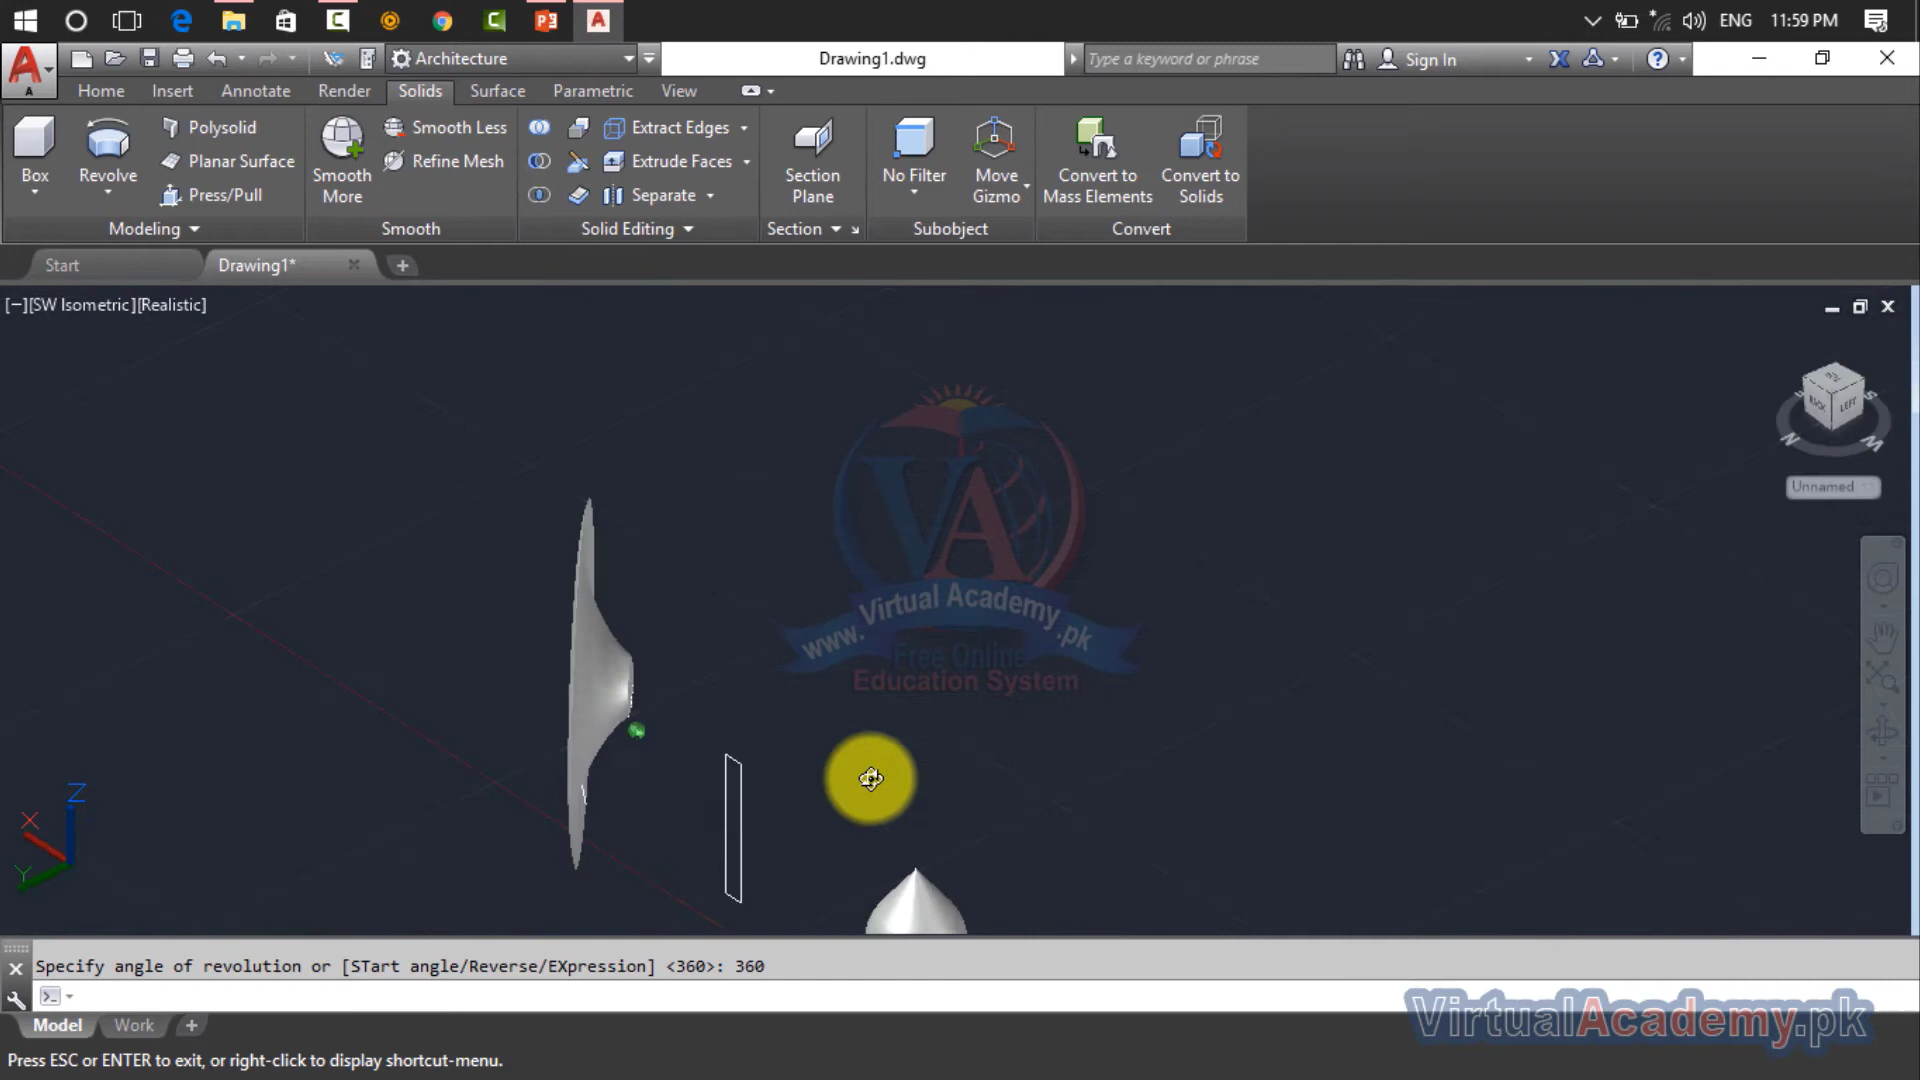 ENG 11:59 PM
Architecture
Drawing1.dwg
Type a keyword or phrase
Sign In
A
Home Insert Annotate Render Solids Surface Parametric View
Box
Revolve
Polysolid
Planar Surface
Press/Pull
Smooth More
Smooth Less
Refine Mesh
Extract Edges
Extrude Faces
Separate
Section Plane
No Filter
Move Gizmo
Convert to Mass Elements
Convert to Solids
Modeling Smooth Solid Editing Section Subobject Convert
Start Drawing1*
[−][SW Isometric][Realistic]
TOP
BACK LEFT
S
N W
Unnamed
VA
www.VirtualAcademy.pk
Free Online
Education System
Z
X
Y
Specify angle of revolution or [STart angle/Reverse/EXpression] <360>: 360
VirtualAcademy.pk
Model Work
Press ESC or ENTER to exit, or right-click to display shortcut-menu.